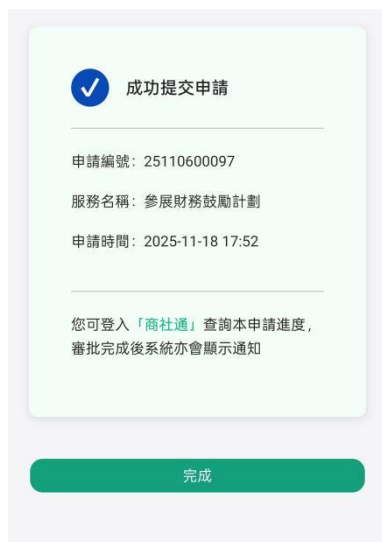 成功提交申請
申請編號：25110600097
服務名稱：參展財務鼓勵計劃
申請時間：2025-11-18 17:52
您可登入「商社通」查詢本申請進度，
審批完成後系統亦會顯示通知
完成